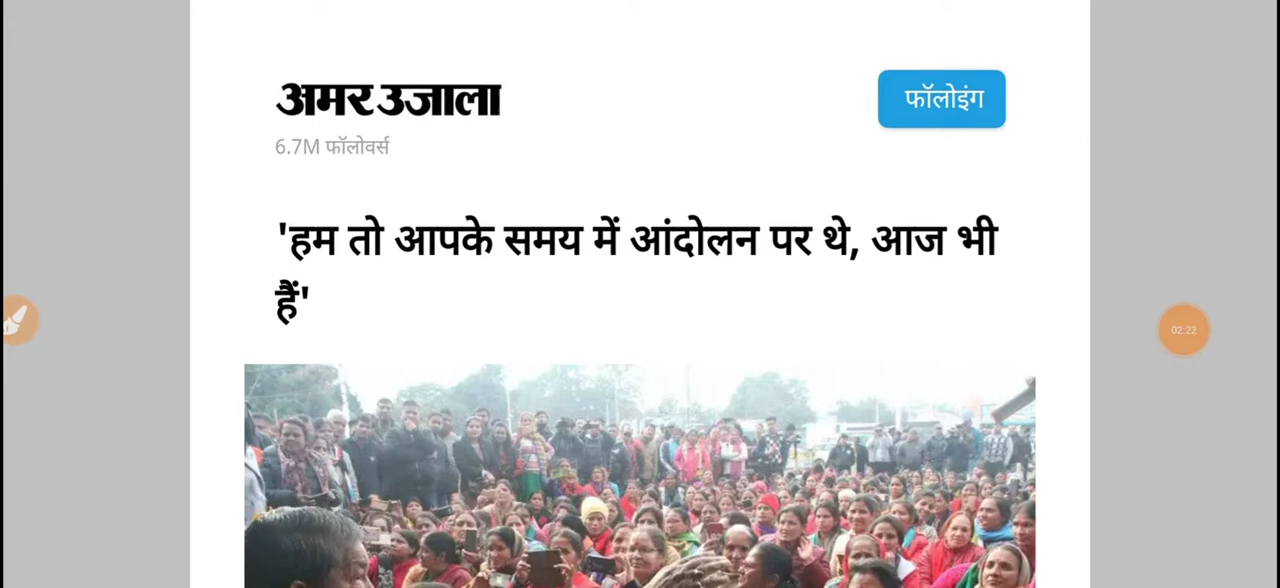 अमर उजाला
फॉलोइंग
6.7M फॉलोवर्स
'हम तो आपके समय में आंदोलन पर थे, आज भी
हैं'
02:22